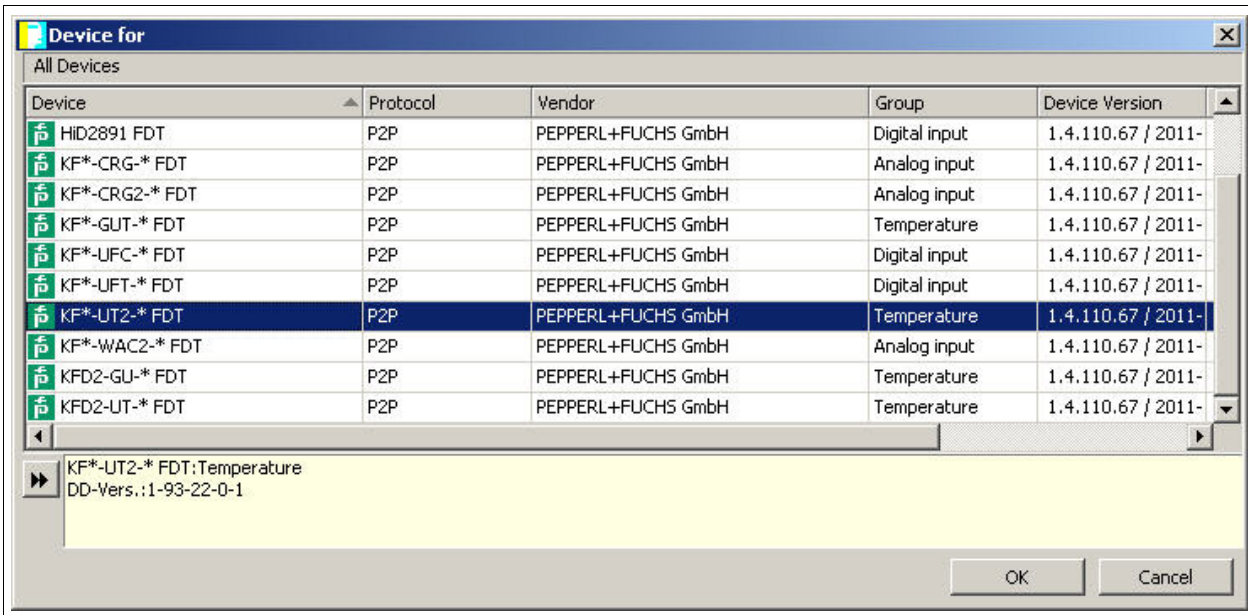 Device for
All Devices
Device Protocol Vendor Group Device Version
HiD2891 FDT P2P PEPPERL+FUCHS GmbH Digital input 1.4.110.67 / 2011-
KF*-CRG-* FDT P2P PEPPERL+FUCHS GmbH Analog input 1.4.110.67 / 2011-
KF*-CRG2-* FDT P2P PEPPERL+FUCHS GmbH Analog input 1.4.110.67 / 2011-
KF*-GUT-* FDT P2P PEPPERL+FUCHS GmbH Temperature 1.4.110.67 / 2011-
KF*-UFC-* FDT P2P PEPPERL+FUCHS GmbH Digital input 1.4.110.67 / 2011-
KF*-UFT-* FDT P2P PEPPERL+FUCHS GmbH Digital input 1.4.110.67 / 2011-
KF*-UT2-* FDT P2P PEPPERL+FUCHS GmbH Temperature 1.4.110.67 / 2011-
KF*-WAC2-* FDT P2P PEPPERL+FUCHS GmbH Analog input 1.4.110.67 / 2011-
KFD2-GU-* FDT P2P PEPPERL+FUCHS GmbH Temperature 1.4.110.67 / 2011-
KFD2-UT-* FDT P2P PEPPERL+FUCHS GmbH Temperature 1.4.110.67 / 2011-
KF*-UT2-* FDT:Temperature
DD-Vers.:1-93-22-0-1
OK Cancel